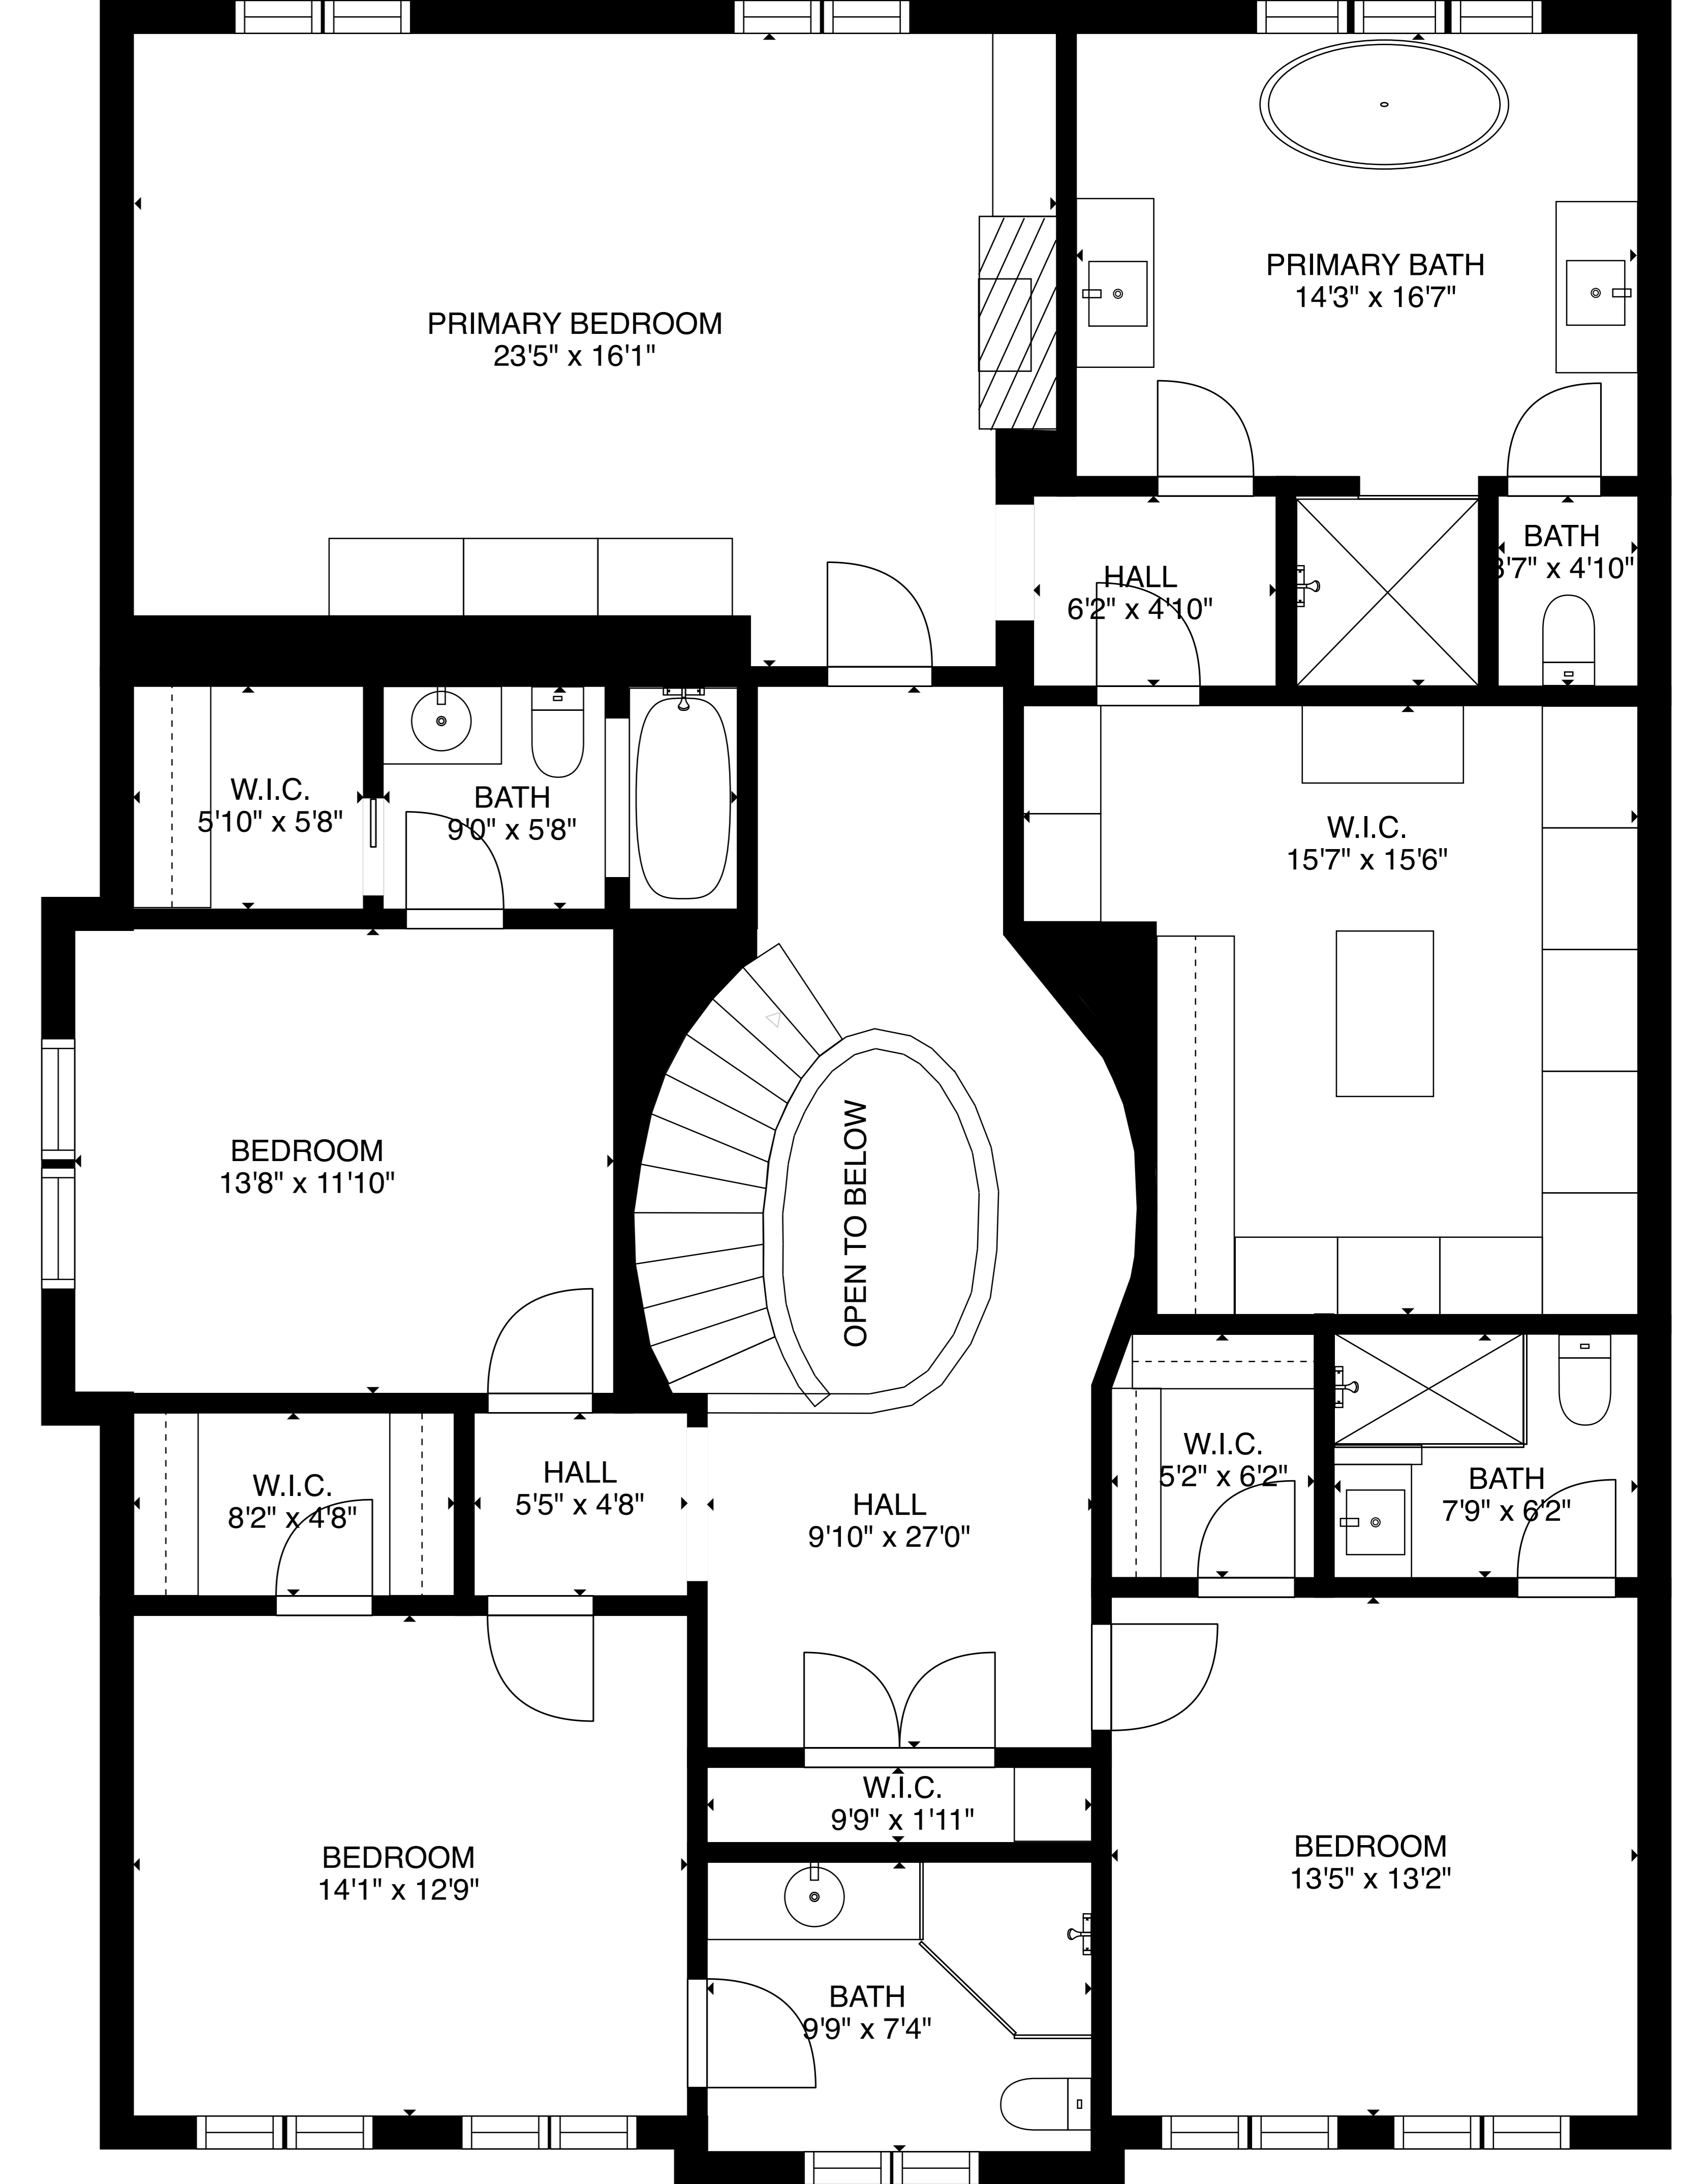 PRIMARY BEDROOM
23'5" x 16'1"
PRIMARY BATH
14'3" x 16'7"
HALL
6'2" x 4'10"
BATH
3'7" x 4'10"
W.I.C.
5'10" x 5'8"
BATH
9'0" x 5'8"
W.I.C.
15'7" x 15'6"
BEDROOM
13'8" x 11'10"
OPEN TO BELOW
W.I.C.
8'2" x 4'8"
HALL
5'5" x 4'8"
HALL
9'10" x 27'0"
W.I.C.
5'2" x 6'2"
BATH
7'9" x 6'2"
W.I.C.
9'9" x 1'11"
BEDROOM
14'1" x 12'9"
BEDROOM
13'5" x 13'2"
BATH
9'9" x 7'4"